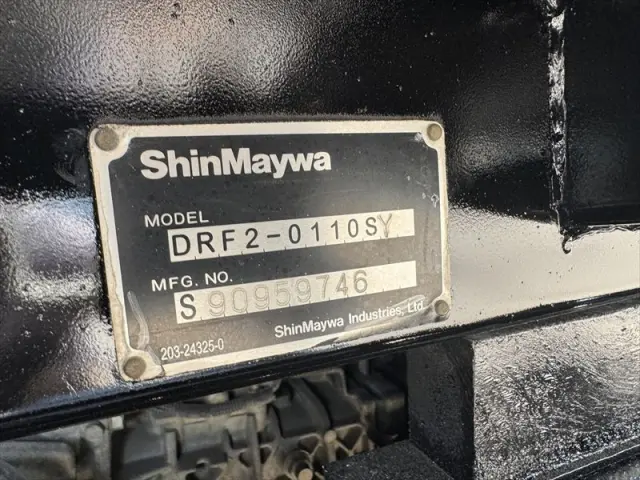 ShinMaywa
MODEL
DRF2-0110SY
MFG. NO.
S 90959746
ShinMaywa Industries, Ltd.
203-24325-0